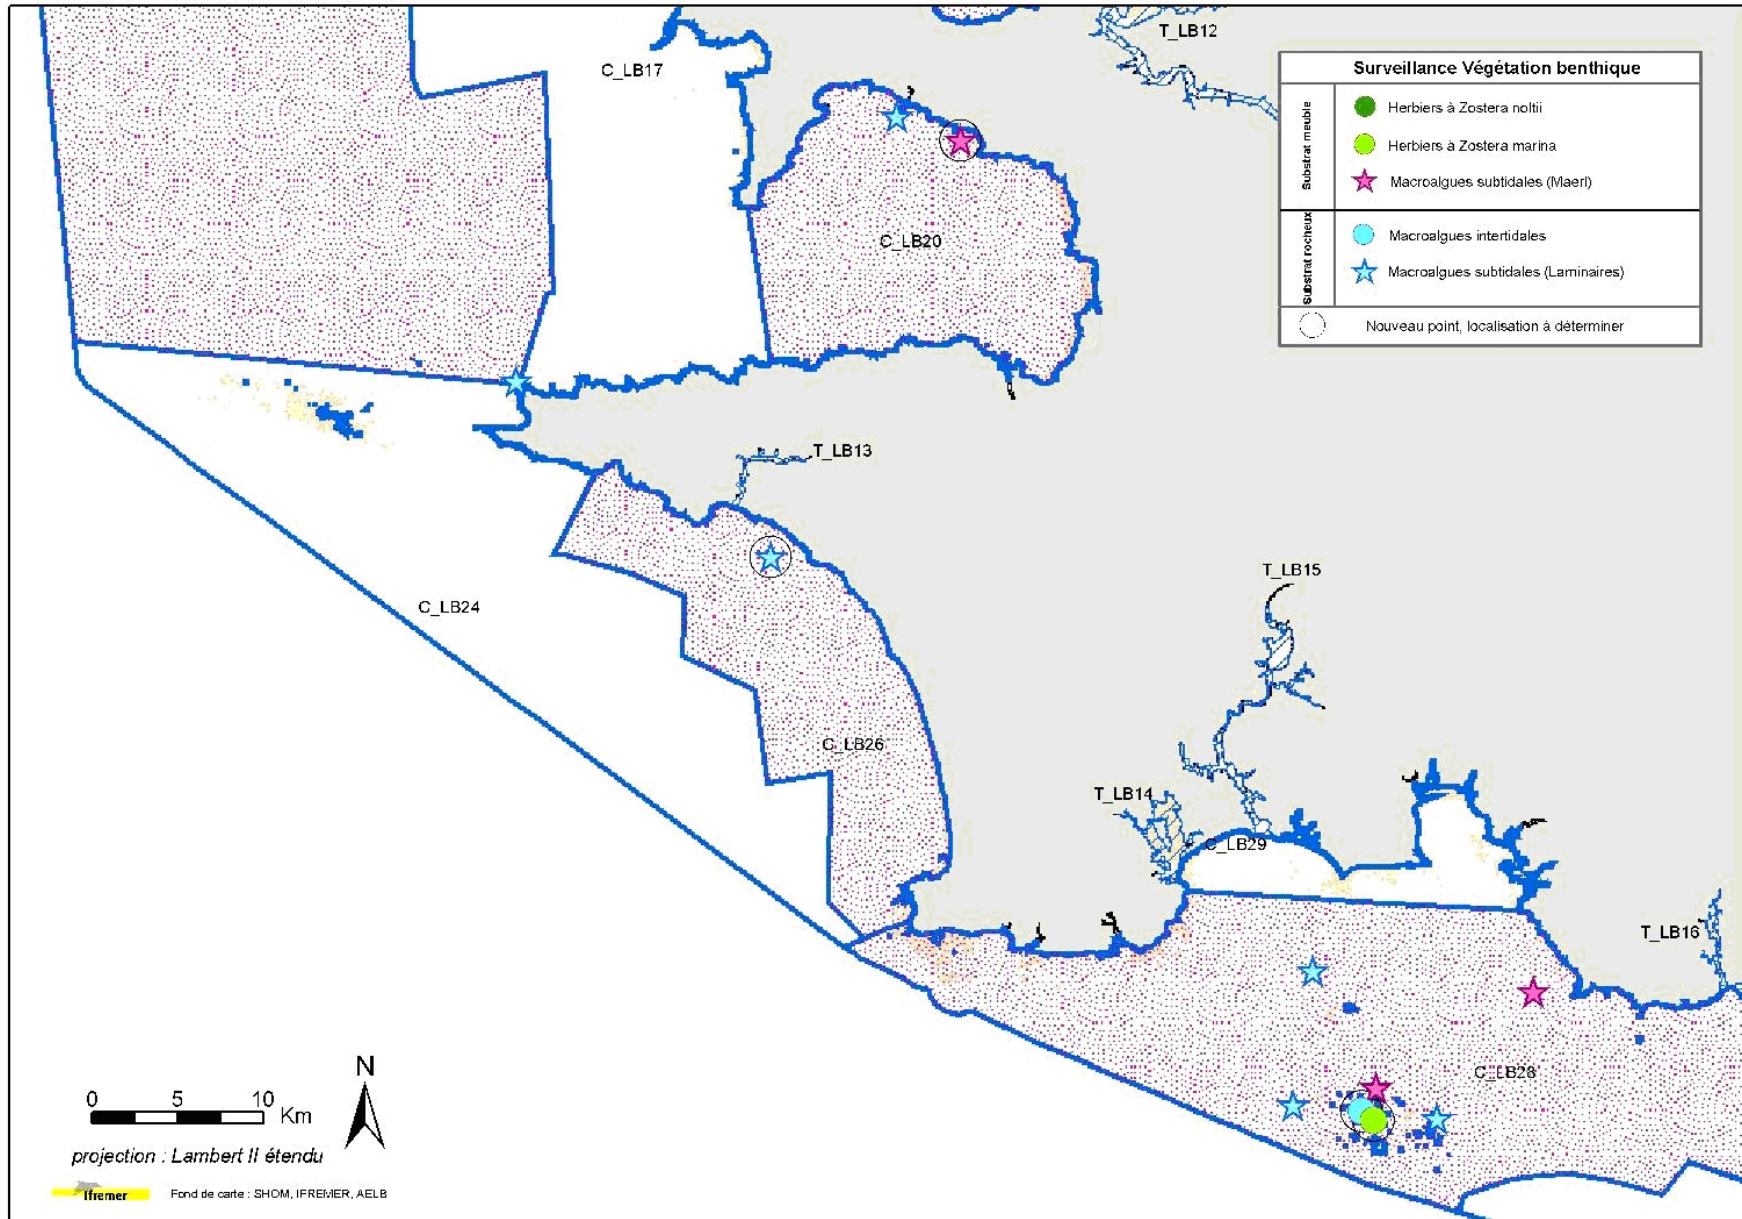 T_LB12
C_LB17
Surveillance Végétation benthique
Substrat meuble
Herbiers à Zostera noltii
Herbiers à Zostera marina
Macroalgues subtidales (Maerl)
Substrat rocheux
Macroalgues intertidales
Macroalgues subtidales (Laminaires)
Nouveau point, localisation à déterminer
C_LB20
T_LB13
T_LB15
C_LB24
C_LB26
T_LB14
C_LB29
T_LB16
C_LB28
N
0 5 10 Km
projection : Lambert II étendu
Ifremer
Fond de carte : SHOM, IFREMER, AELB